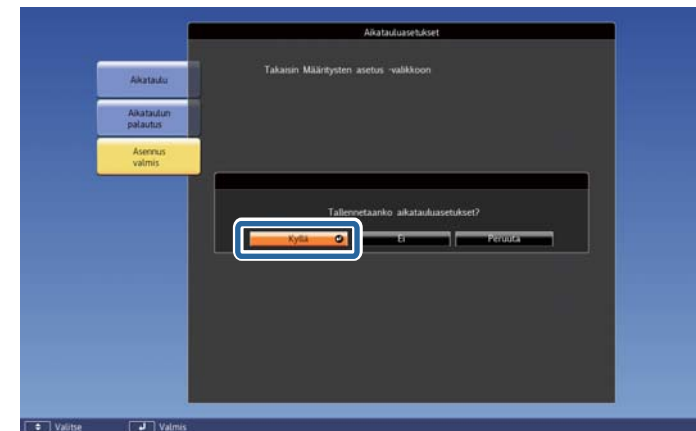 Aikatauluasetukset
Takaisin Määritysten asetus -valikkoon
Aikataulu
Aikataulun
palautus
Asennus
valmis
Tallennetaanko aikatauluasetukset?
Kyllä Ei Peruuta
Valitse Valmis